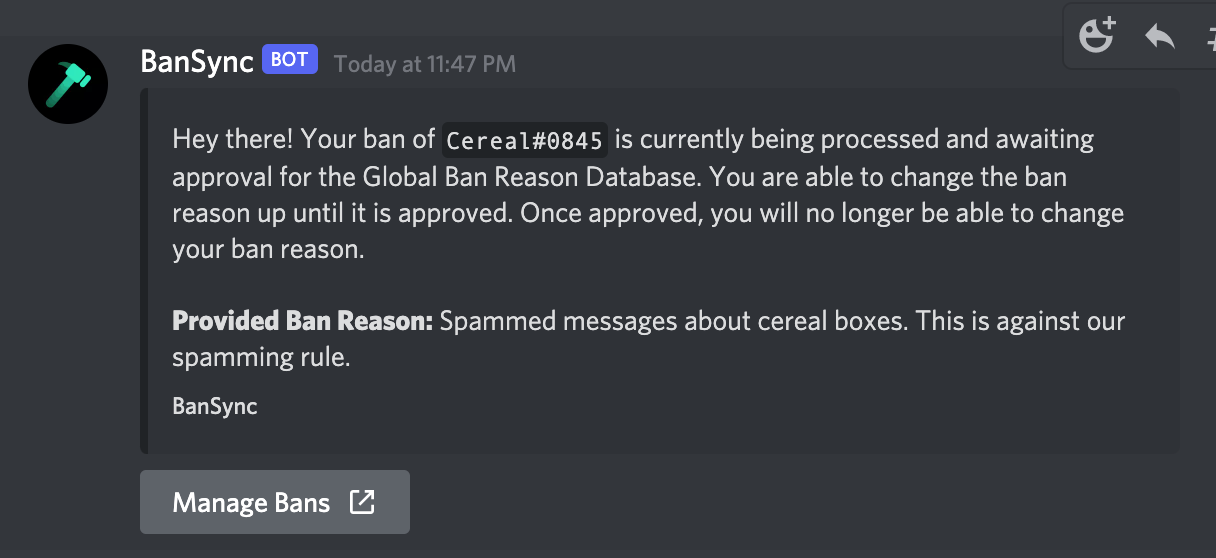 BanSync BOT Today at 11:47 PM
Hey there! Your ban of Cereal#0845 is currently being processed and awaiting
approval for the Global Ban Reason Database. You are able to change the ban
reason up until it is approved. Once approved, you will no longer be able to change
your ban reason.
Provided Ban Reason: Spammed messages about cereal boxes. This is against our
spamming rule.
BanSync
Manage Bans